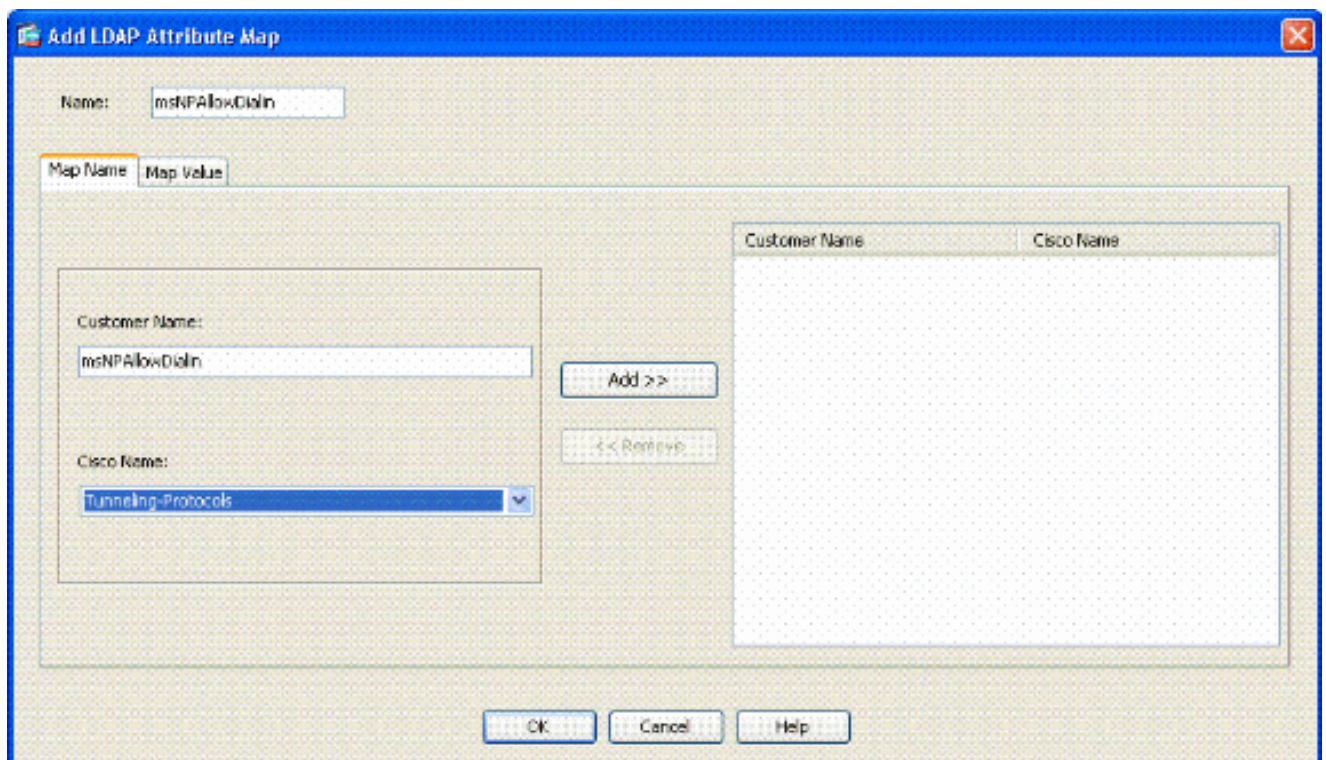 Add LDAP Attribute Map
Name: msNPAllowDialin
Map Name Map Value
Customer Name Cisco Name
Customer Name:
msNPAllowDialin
Add >>
<< Remove
Cisco Name:
Tunneling-Protocols
OK Cancel Help